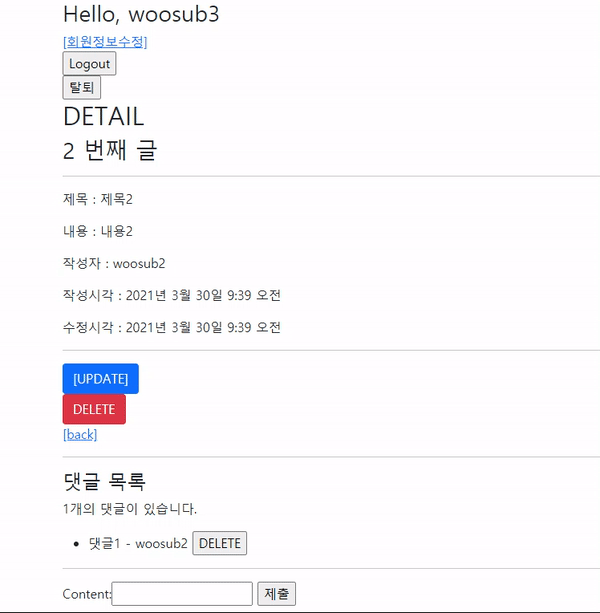 Hello, woosub3
[회원정보수정]
Logout
탈퇴
DETAIL
2 번째 글
제목 : 제목2
내용 : 내용2
작성자 : woosub2
작성시각 : 2021년 3월 30일 9:39 오전
수정시각 : 2021년 3월 30일 9:39 오전
[UPDATE]
DELETE
[back]
댓글 목록
1개의 댓글이 있습니다.
댓글1 - woosub2 DELETE
Content: 제출